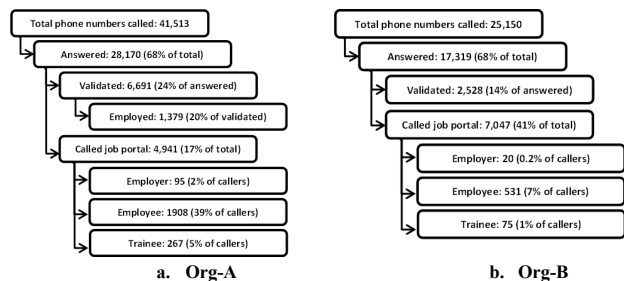 Total phone numbers called: 41,513
Answered: 28,170 (68% of total)
Validated: 6,691 (24% of answered)
Employed: 1,379 (20% of validated)
Called job portal: 4,941 (17% of total)
Employer: 95 (2% of callers)
Employee: 1908 (39% of callers)
Trainee: 267 (5% of callers)
a. Org-A
Total phone numbers called: 25,150
Answered: 17,319 (68% of total)
Validated: 2,528 (14% of answered)
Called job portal: 7,047 (41% of total)
Employer: 20 (0.2% of callers)
Employee: 531 (7% of callers)
Trainee: 75 (1% of callers)
b. Org-B